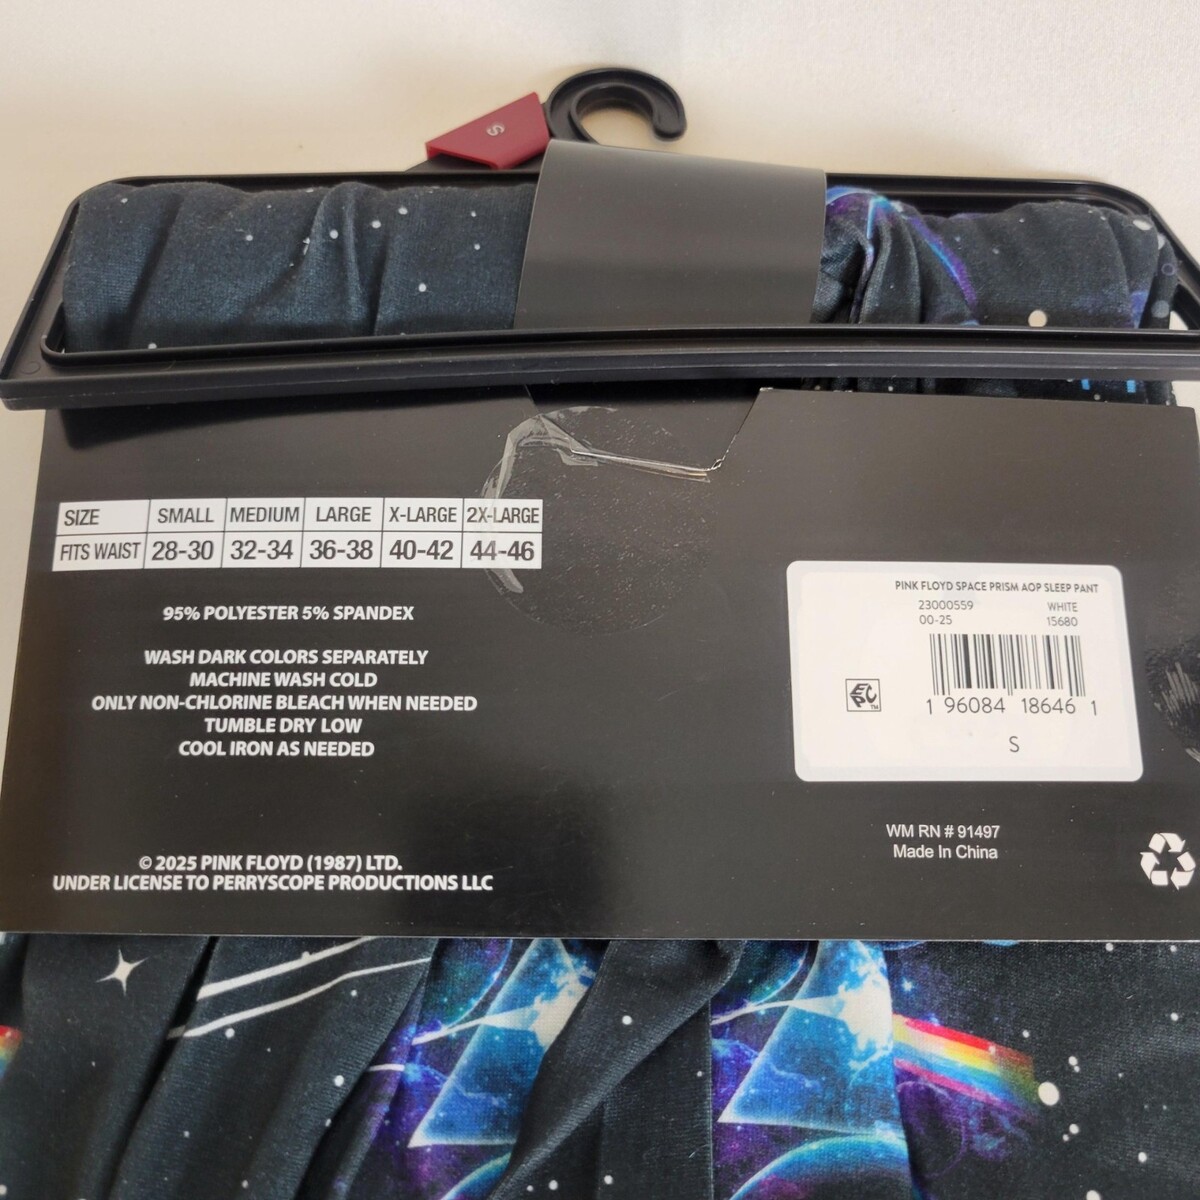 S
SIZE SMALL MEDIUM LARGE X-LARGE 2X-LARGE
FITS WAIST 28-30 32-34 36-38 40-42 44-46
95% POLYESTER 5% SPANDEX
WASH DARK COLORS SEPARATELY
MACHINE WASH COLD
ONLY NON-CHLORINE BLEACH WHEN NEEDED
TUMBLE DRY LOW
COOL IRON AS NEEDED
© 2025 PINK FLOYD (1987) LTD.
UNDER LICENSE TO PERRYSCOPE PRODUCTIONS LLC
PINK FLOYD SPACE PRISM AOP SLEEP PANT
23000559 WHITE
00-25 15680
EPC TM
1 96084 18646 1
S
WM RN # 91497
Made In China